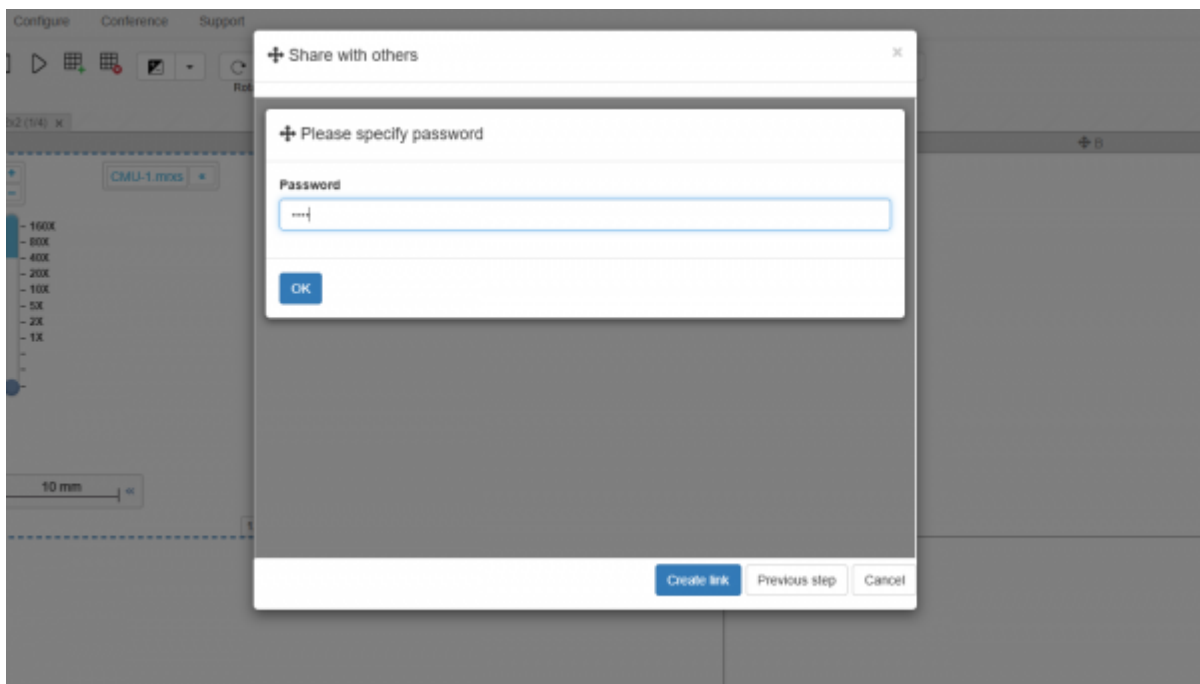 Configure Conference Support
Share with others ×
Please specify password
B
CMU-1.mrxs «
Password
160X
80X
40X
20X
10X
5X
2X
1X
OK
10 mm «
Create link Previous step Cancel